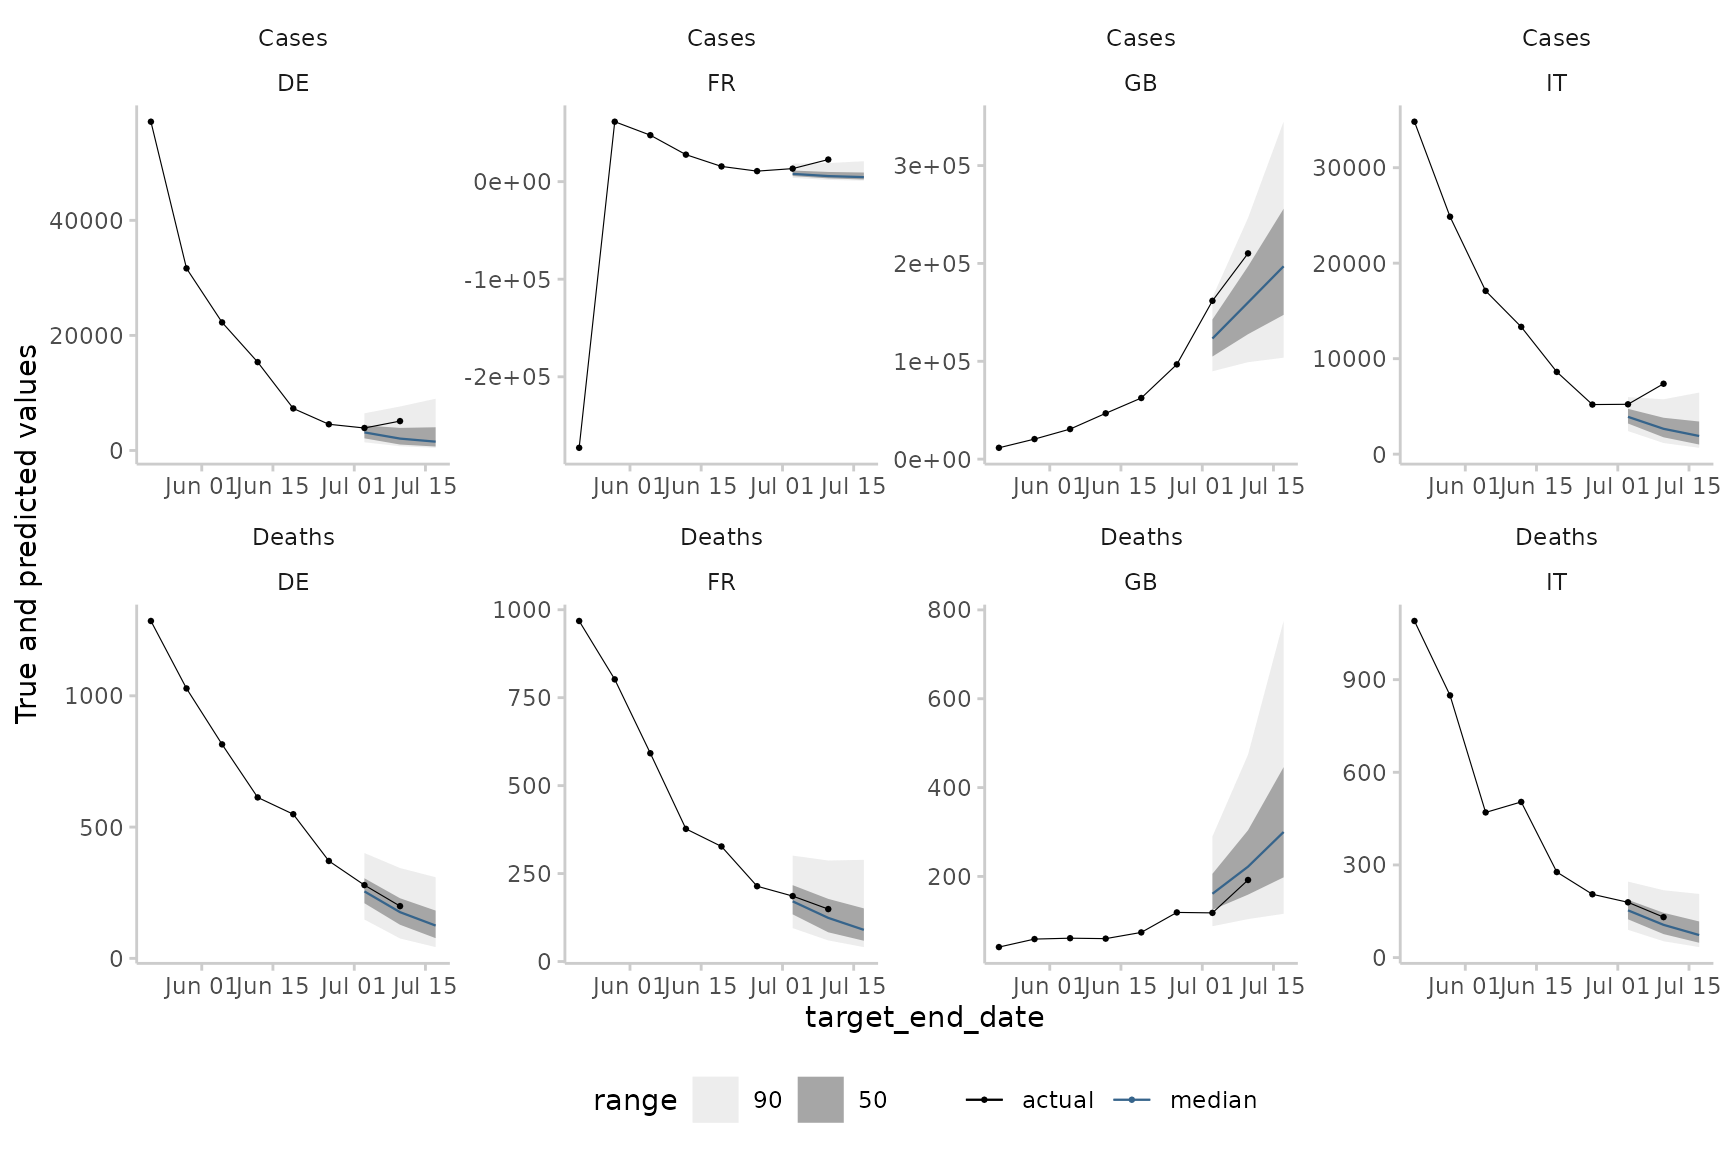 Cases Cases Cases Cases
DE FR GB IT
40000
20000
0
0e+00
-1e+05
-2e+05
3e+05
2e+05
1e+05
0e+00
30000
20000
10000
0
Jun 01 Jun 15 Jul 01 Jul 15 Jun 01 Jun 15 Jul 01 Jul 15 Jun 01 Jun 15 Jul 01 Jul 15 Jun 01 Jun 15 Jul 01 Jul 15
True and predicted values
Deaths Deaths Deaths Deaths
DE FR GB IT
1000
500
0
1000
750
500
250
0
800
600
400
200
900
600
300
0
Jun 01 Jun 15 Jul 01 Jul 15 Jun 01 Jun 15 Jul 01 Jul 15 Jun 01 Jun 15 Jul 01 Jul 15 Jun 01 Jun 15 Jul 01 Jul 15
target_end_date
range 90 50 actual median